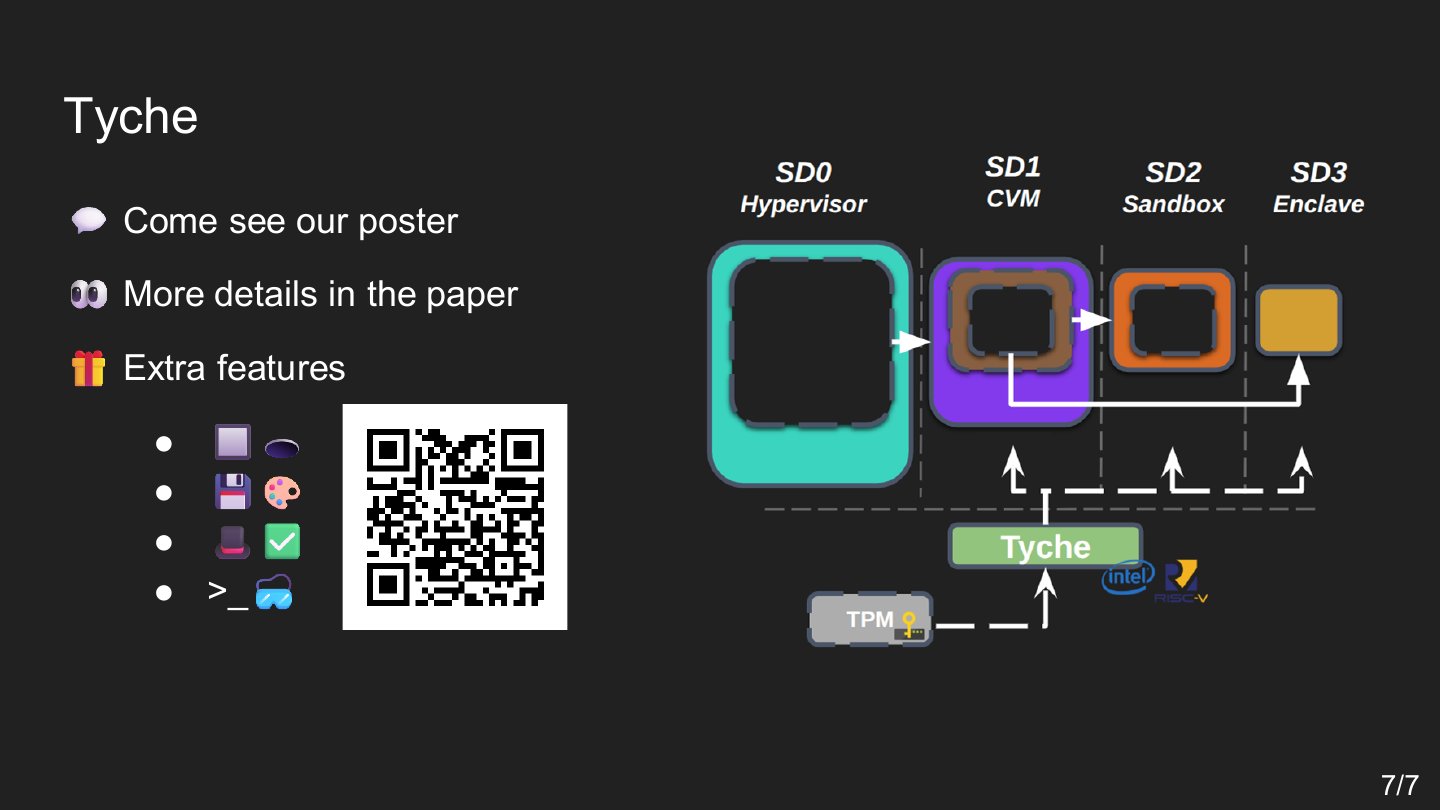 Tyche
Come see our poster
More details in the paper
Extra features
>_
SD0
Hypervisor
SD1
CVM
SD2
Sandbox
SD3
Enclave
Tyche
intel
RISC-V
TPM
7/7